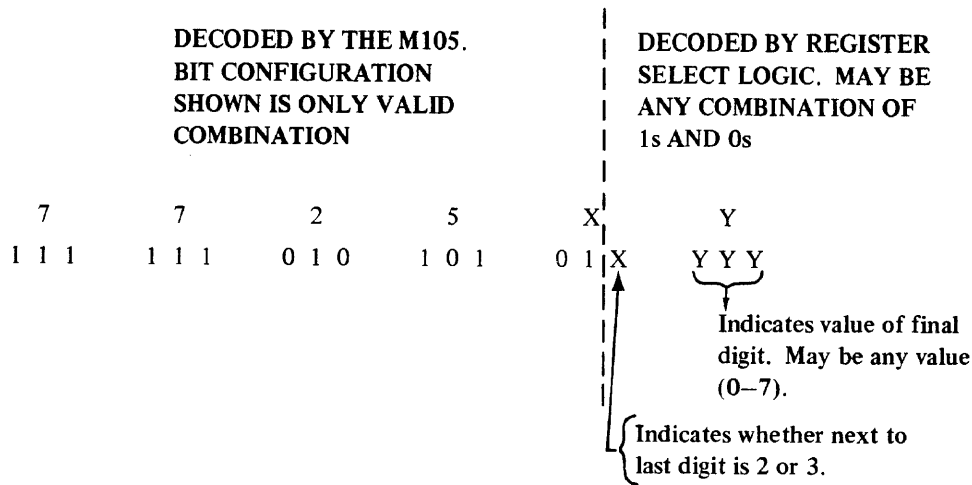 DECODED BY THE M105.
BIT CONFIGURATION
SHOWN IS ONLY VALID
COMBINATION
DECODED BY REGISTER
SELECT LOGIC. MAY BE
ANY COMBINATION OF
1s AND 0s
7 7 2 5 X Y
1 1 1 1 1 1 0 1 0 1 0 1 0 1 X Y Y Y
Indicates value of final
digit. May be any value
(0–7).
Indicates whether next to
last digit is 2 or 3.